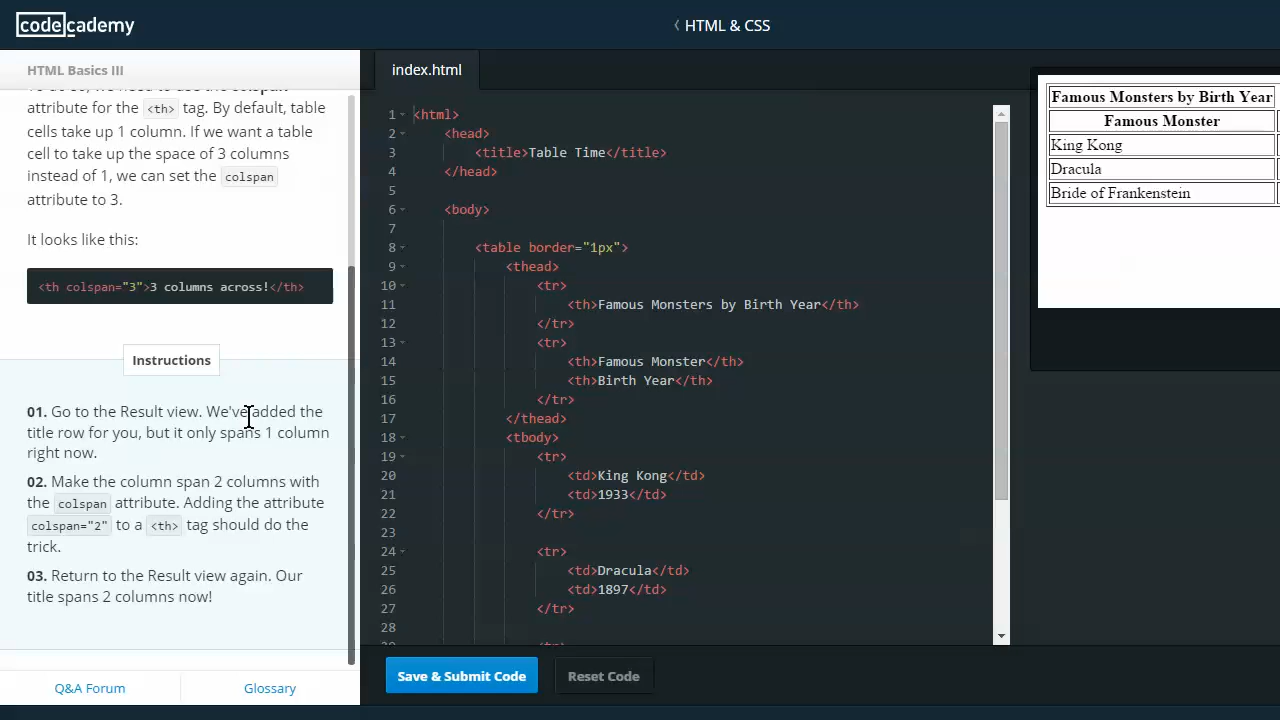 codecademy
HTML & CSS
HTML Basics III
attribute for the <th> tag. By default, table
cells take up 1 column. If we want a table
cell to take up the space of 3 columns
instead of 1, we can set the colspan
attribute to 3.
It looks like this:
<th colspan="3">3 columns across!</th>
Instructions
01. Go to the Result view. We've added the
title row for you, but it only spans 1 column
right now.
02. Make the column span 2 columns with
the colspan attribute. Adding the attribute
colspan="2" to a <th> tag should do the
trick.
03. Return to the Result view again. Our
title spans 2 columns now!
Q&A Forum
Glossary
index.html
1 <html>
2 <head>
3 <title>Table Time</title>
4 </head>
5
6 <body>
7
8 <table border="1px">
9 <thead>
10 <tr>
11 <th>Famous Monsters by Birth Year</th>
12 </tr>
13 <tr>
14 <th>Famous Monster</th>
15 <th>Birth Year</th>
16 </tr>
17 </thead>
18 <tbody>
19 <tr>
20 <td>King Kong</td>
21 <td>1933</td>
22 </tr>
23
24 <tr>
25 <td>Dracula</td>
26 <td>1897</td>
27 </tr>
28
Save & Submit Code
Reset Code
Famous Monsters by Birth Year
Famous Monster
King Kong
Dracula
Bride of Frankenstein